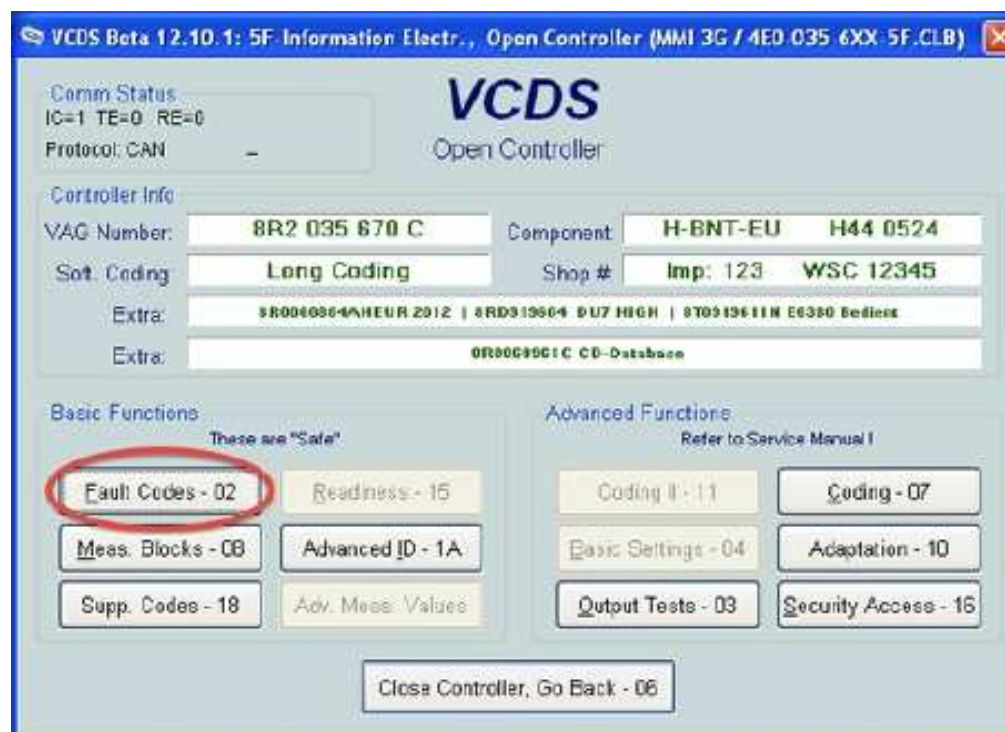 VCDS Beta 12.10.1: 5F-Information Electr., Open Controller (MMI 3G / 4E0-035-6XX-5F.CLB)
Comm Status
IC=1 TE=0 RE=0
Protocol: CAN
VCDS
Open Controller
Controller Info
VAG Number: 8R2 035 670 C Component: H-BNT-EU H44 0524
Soft. Coding: Long Coding Shop # Imp: 123 WSC 12345
Extra: HIGH
Extra: CD-Database
Basic Functions
These are "Safe"
Fault Codes - 02
Readiness - 15
Meas. Blocks - 08
Advanced ID - 1A
Supp. Codes - 18
Adv. Meas. Values
Advanced Functions
Refer to Service Manual!
Coding II - 11
Coding - 07
Basic Settings - 04
Adaptation - 10
Output Tests - 03
Security Access - 16
Close Controller, Go Back - 06